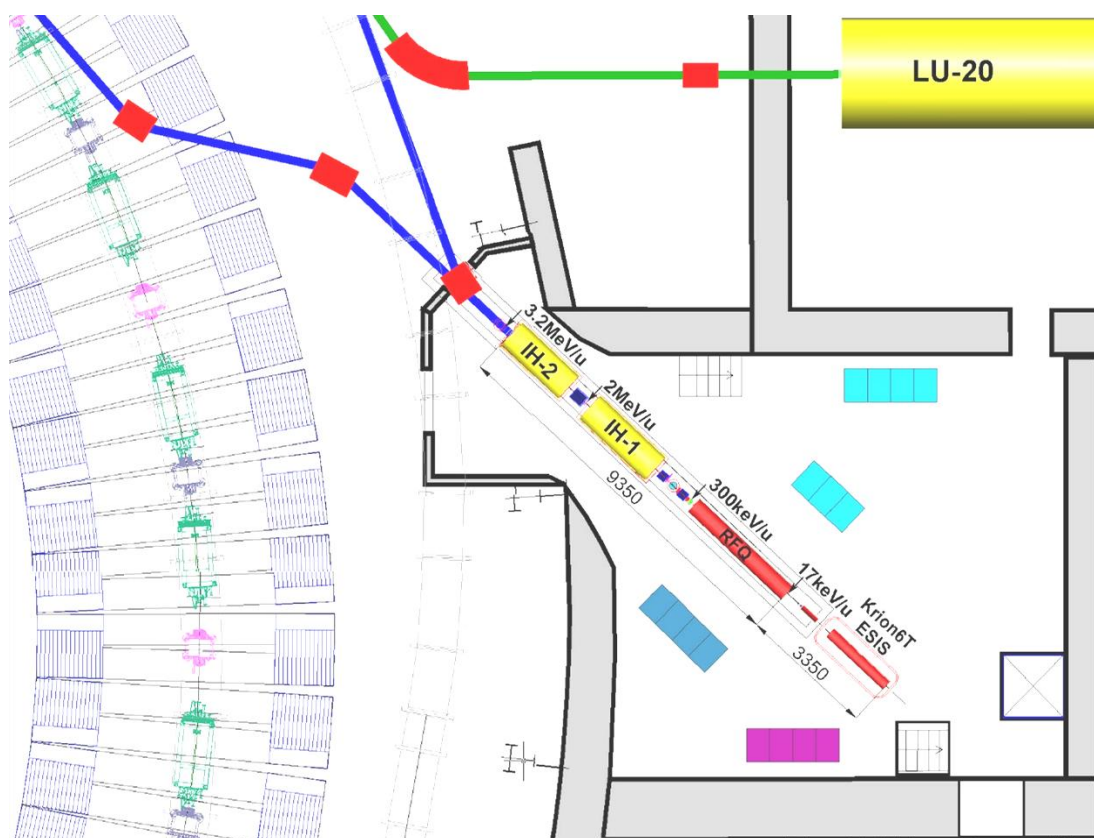 LU-20
3.2MeV/u
IH-2
2MeV/u
IH-1
9350
300keV/u
RFQ
17keV/u
Krion6T
ESIS
3350